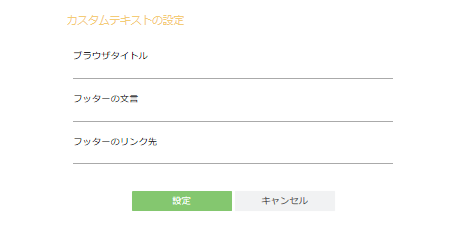 カスタムテキストの設定
ブラウザタイトル
フッターの文言
フッターのリンク先
設定
キャンセル